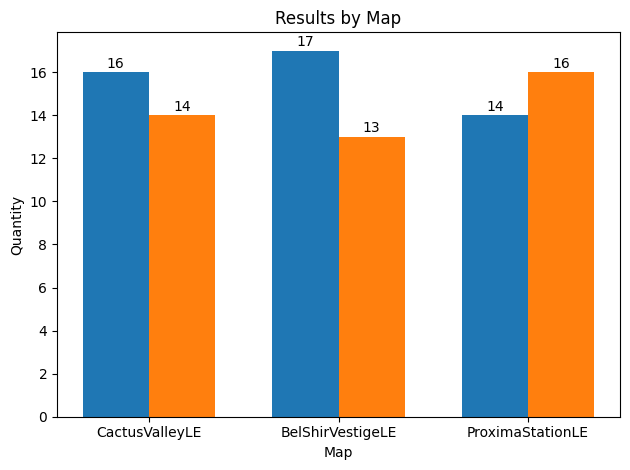 Results by Map
Quantity
16
14
12
10
8
6
4
2
0
16
14
17
13
14
16
CactusValleyLE
BelShirVestigeLE
ProximaStationLE
Map